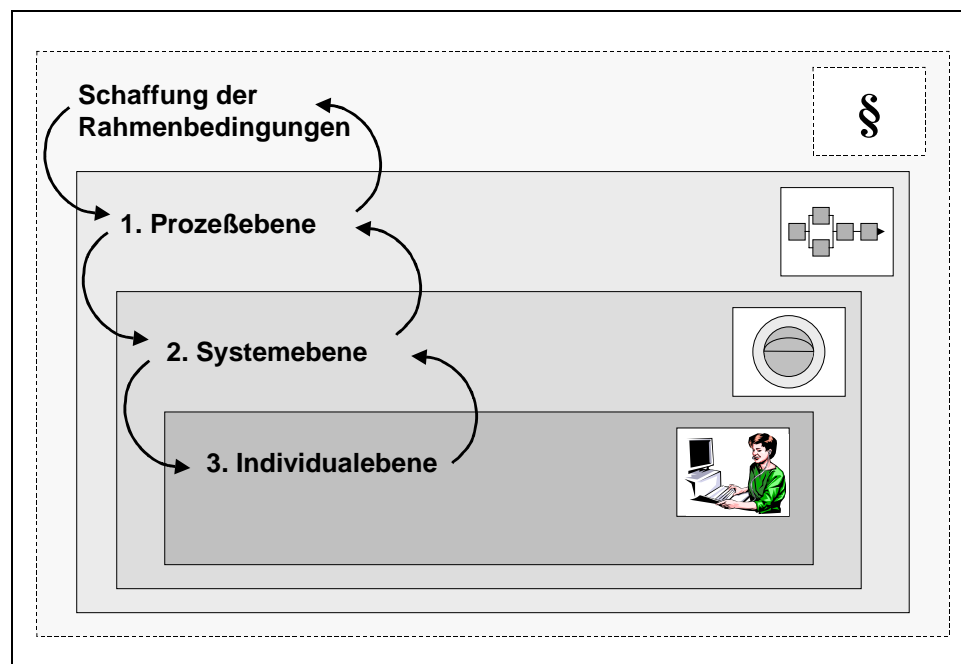 Schaffung der
Rahmenbedingungen
§
1. Prozeßebene
2. Systemebene
3. Individualebene